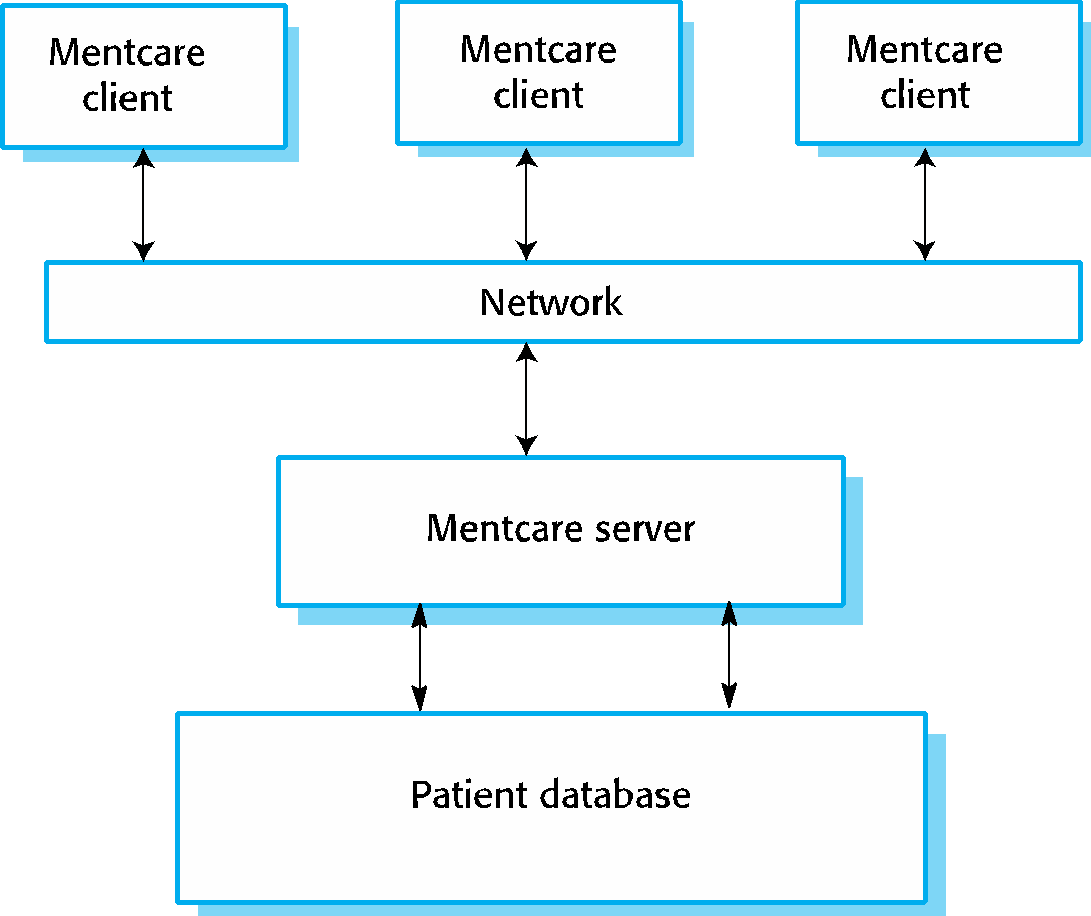 Mentcare
client
Mentcare
client
Mentcare
client
Network
Mentcare server
Patient database